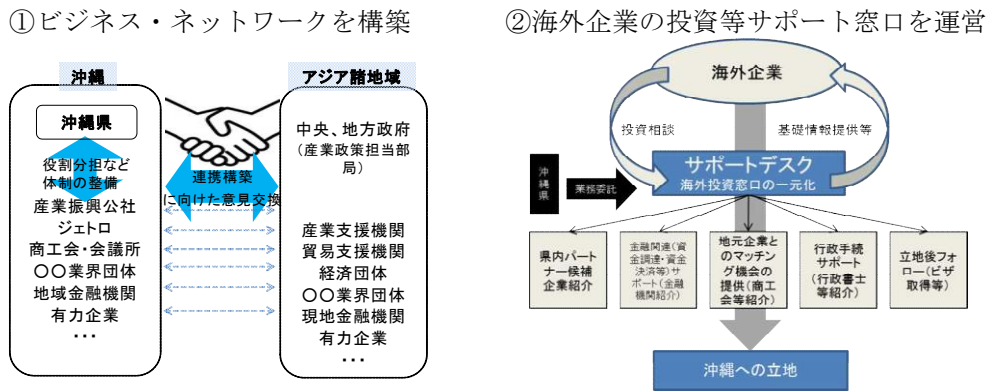 ①ビジネス・ネットワークを構築
沖縄
アジア諸地域
沖縄県
役割分担など
体制の整備
産業振興公社
ジェトロ
商工会・会議所
〇〇業界団体
地域金融機関
有力企業
・・・
連携構築
に向けた意見交換
中央、地方政府
(産業政策担当部
局)
産業支援機関
貿易支援機関
経済団体
〇〇業界団体
現地金融機関
有力企業
・・・
②海外企業の投資等サポート窓口を運営
海外企業
投資相談
基礎情報提供等
沖縄県
業務委託
サポートデスク
海外投資窓口の一元化
県内パート
ナー候補
企業紹介
金融関連(資
金調達・資金
決済等)サ
ポート(金融
機関紹介)
地元企業と
のマッチン
グ機会の
提供(商工
会等紹介)
行政手続
サポート
(行政書士
等紹介)
立地後フォ
ロー(ビザ
取得等)
沖縄への立地